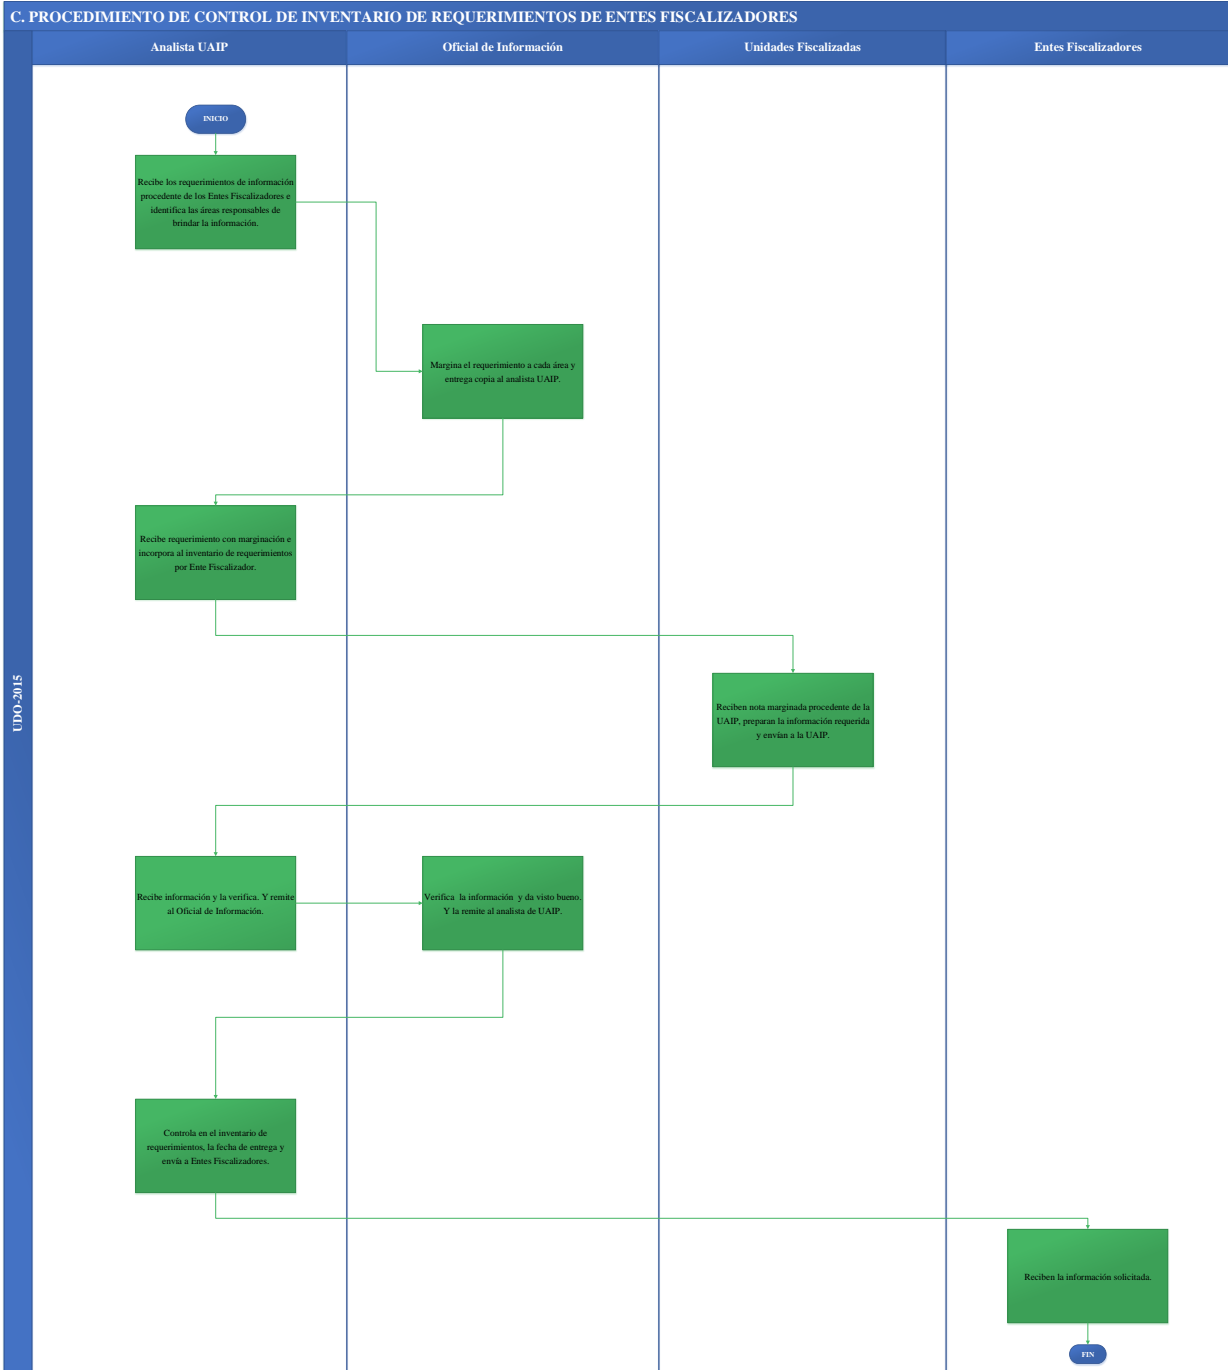 C. PROCEDIMIENTO DE CONTROL DE INVENTARIO DE REQUERIMIENTOS DE ENTES FISCALIZADORES
Analista UAIP
Oficial de Información
Unidades Fiscalizadas
Entes Fiscalizadores
UDO-2015
INICIO
Recibe los requerimientos de información
procedente de los Entes Fiscalizadores e
identifica las áreas responsables de
brindar la información.
Margina el requerimiento a cada área y
entrega copia al analista UAIP.
Recibe requerimiento con marginación e
incorpora al inventario de requerimientos
por Ente Fiscalizador.
Reciben nota marginada procedente de la
UAIP, preparan la información requerida
y envían a la UAIP.
Recibe información y la verifica. Y remite
al Oficial de Información.
Verifica la información y da visto bueno.
Y la remite al analista de UAIP.
Controla en el inventario de
requerimientos, la fecha de entrega y
envía a Entes Fiscalizadores.
Reciben la información solicitada.
FIN